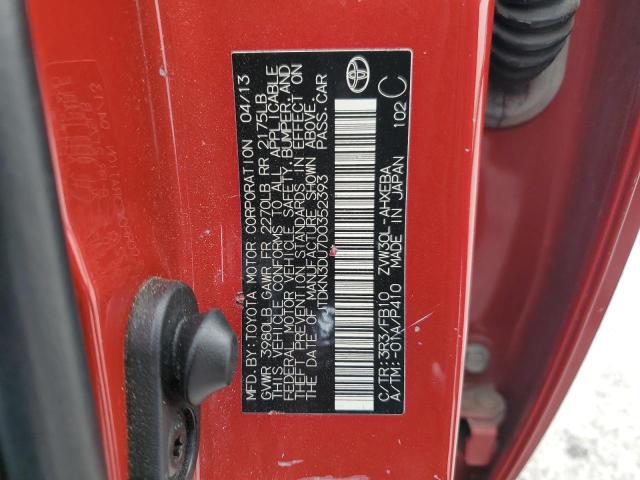 MFD.BY:TOYOTA MOTOR CORPORATION 04/13
GVWR 3980LB GAWR FR 2270LB RR 2175LB
THIS VEHICLE CONFORMS TO ALL APPLICABLE
FEDERAL MOTOR VEHICLE SAFETY, BUMPER, AND
THEFT PREVENTION STANDARDS IN EFFECT ON
THE DATE OF MANUFACTURE SHOWN ABOVE.
JTDKN3DU7D0352393 PASS.CAR
C/TR:3R3/FB10 ZVW30L-AHXEBA
A/TM:-01A/P410 MADE IN JAPAN 102 C